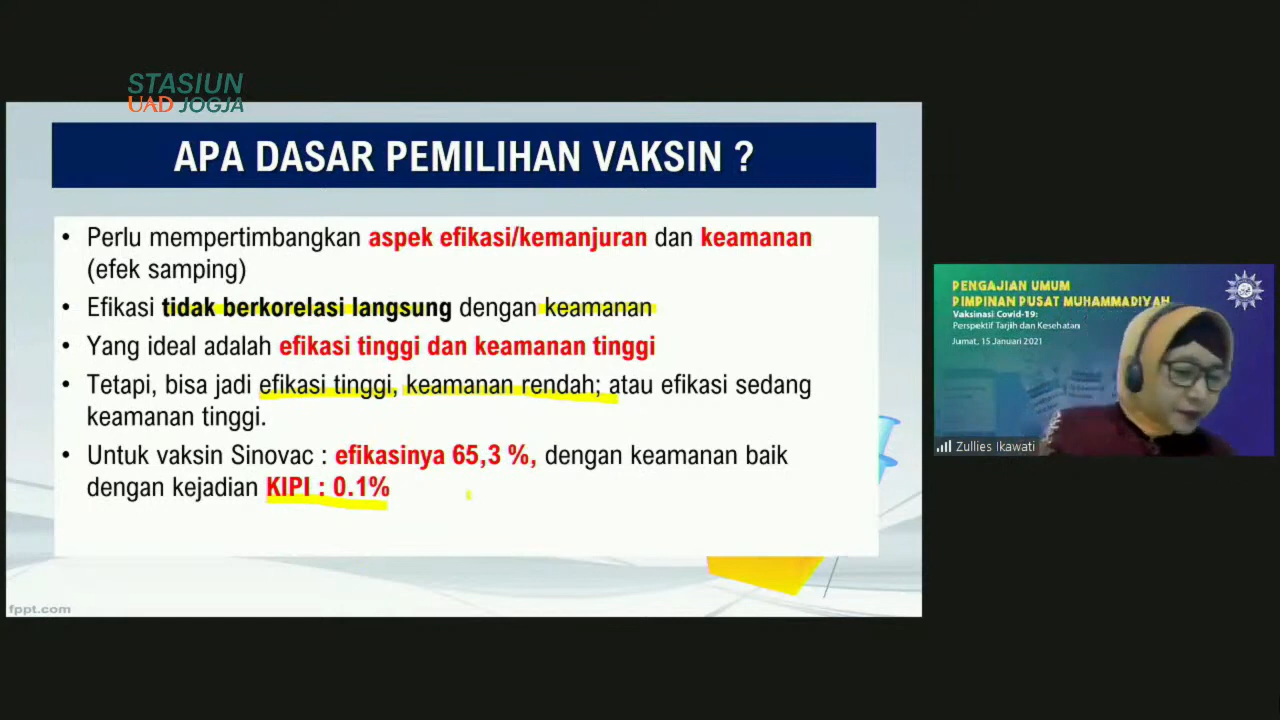 STASIUN
UAD JOGJA
APA DASAR PEMILIHAN VAKSIN ?
• Perlu mempertimbangkan aspek efikasi/kemanjuran dan keamanan
(efek samping)
• Efikasi tidak berkorelasi langsung dengan keamanan
• Yang ideal adalah efikasi tinggi dan keamanan tinggi
• Tetapi, bisa jadi efikasi tinggi, keamanan rendah; atau efikasi sedang
keamanan tinggi.
• Untuk vaksin Sinovac : efikasinya 65,3 %, dengan keamanan baik
dengan kejadian KIPI : 0.1%
fppt.com
PENGAJIAN UMUM
PIMPINAN PUSAT MUHAMMADIYAH
Vaksinasi Covid-19:
Perspektif Tarjih dan Kesehatan
Jumat, 15 Januari 2021
Zullies Ikawati